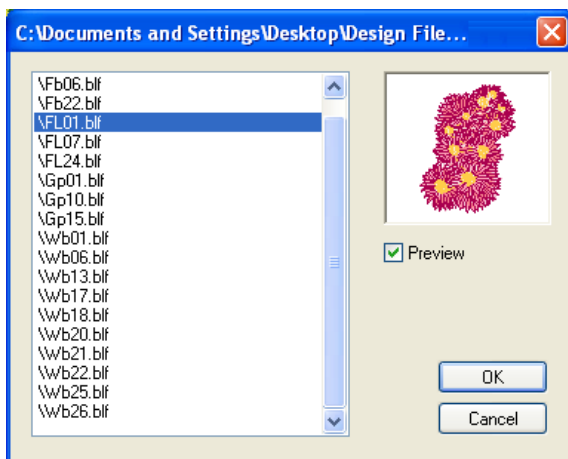 C:\Documents and Settings\Desktop\Design File...
\Fb06.blf
\Fb22.blf
\FL01.blf
\FL07.blf
\FL24.blf
\Gp01.blf
\Gp10.blf
\Gp15.blf
\Wb01.blf
\Wb06.blf
\Wb13.blf
\Wb17.blf
\Wb18.blf
\Wb20.blf
\Wb21.blf
\Wb22.blf
\Wb25.blf
\Wb26.blf
Preview
OK
Cancel